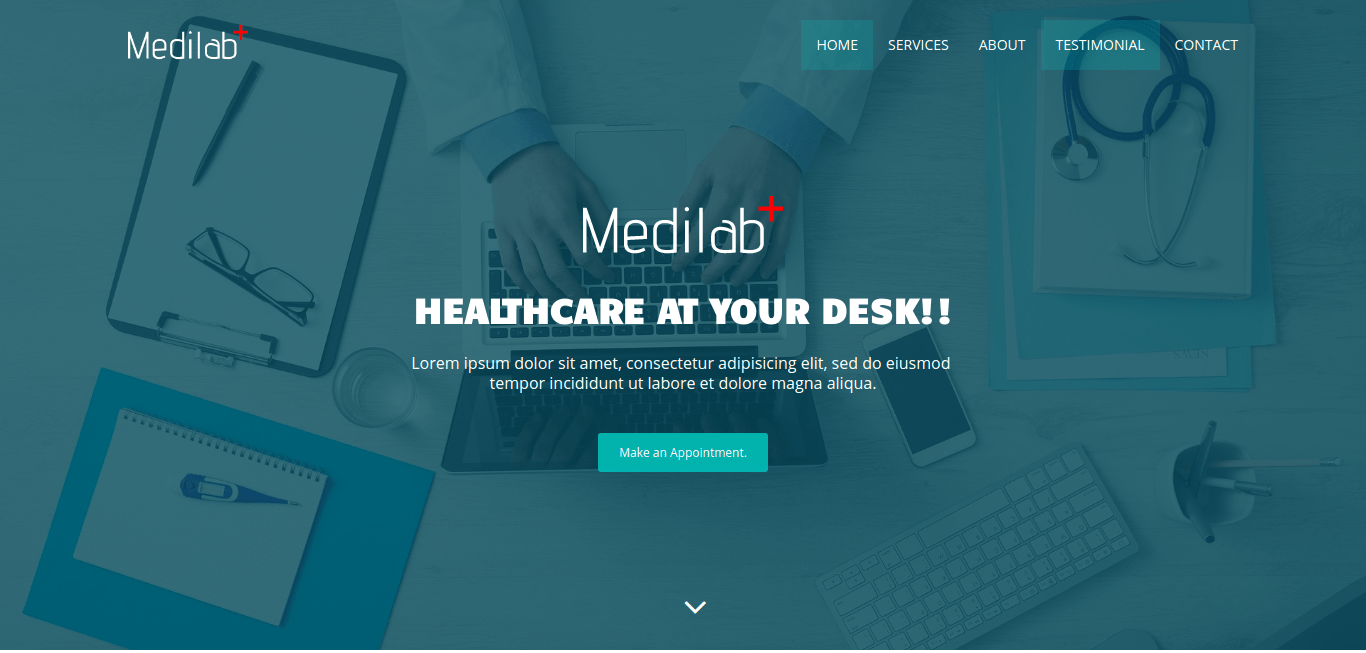 Medilab+
HOME SERVICES ABOUT TESTIMONIAL CONTACT
Medilab+
HEALTHCARE AT YOUR DESK!!
Lorem ipsum dolor sit amet, consectetur adipisicing elit, sed do eiusmod
tempor incididunt ut labore et dolore magna aliqua.
Make an Appointment.